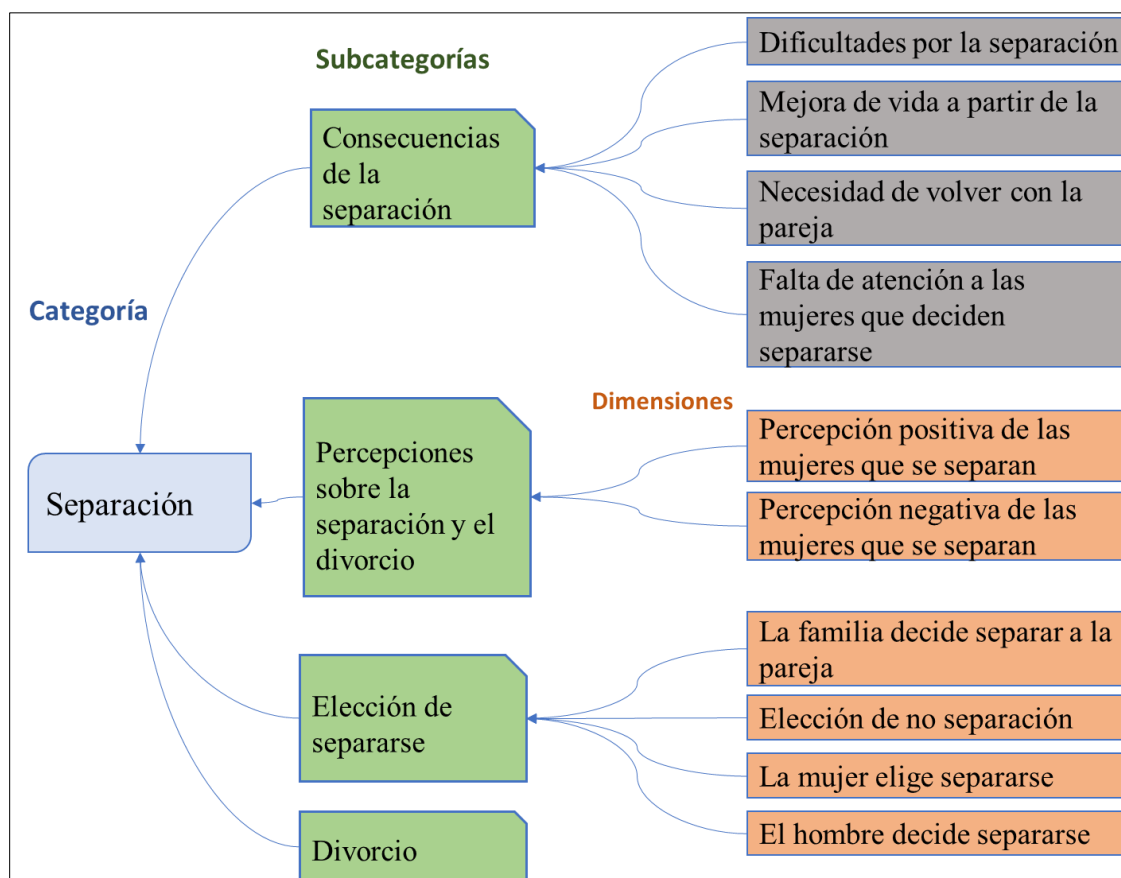 Subcategorías
Consecuencias
de la
separación
Dificultades por la separación
Mejora de vida a partir de la
separación
Necesidad de volver con la
pareja
Falta de atención a las
mujeres que deciden
separarse
Categoría
Separación
Dimensiones
Percepciones
sobre la
separación y el
divorcio
Percepción positiva de las
mujeres que se separan
Percepción negativa de las
mujeres que se separan
Elección de
separarse
La familia decide separar a la
pareja
Elección de no separación
La mujer elige separarse
El hombre decide separarse
Divorcio